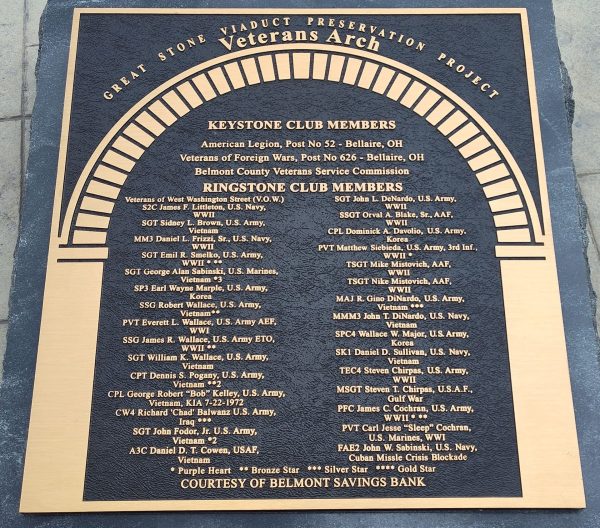 GREAT STONE VIADUCT PRESERVATION PROJECT
Veterans Arch
KEYSTONE CLUB MEMBERS
American Legion, Post No 52 - Bellaire, OH
Veterans of Foreign Wars, Post No 626 - Bellaire, OH
Belmont County Veterans Service Commission
RINGSTONE CLUB MEMBERS
Veterans of West Washington Street (V.O.W.)
S2C James F. Littleton, U.S. Navy,
WWII
SGT Sidney L. Brown, U.S. Army,
Vietnam
MM3 Daniel L. Frizzi, Sr., U.S. Navy,
WWII
SGT Emil R. Smelko, U.S. Army,
WWII * **
SGT George Alan Sabinski, U.S. Marines,
Vietnam *3
SP3 Earl Wayne Marple, U.S. Army,
Korea
SSG Robert Wallace, U.S. Army,
Vietnam**
PVT Everett L. Wallace, U.S. Army AEF,
WWI
SSG James R. Wallace, U.S. Army ETO,
WWII **
SGT William K. Wallace, U.S. Army,
Vietnam
CPT Dennis S. Pogany, U.S. Army,
Vietnam **2
CPL George Robert "Bob" Kelley, U.S. Army,
Vietnam, KIA 7-22-1972
CW4 Richard 'Chad' Balwanz U.S. Army,
Iraq ***
SGT John Fodor, Jr. U.S. Army,
Vietnam *2
A3C Daniel D. T. Cowen, USAF,
Vietnam
SGT John L. DeNardo, U.S. Army,
WWII
SSGT Orval A. Blake, Sr., AAF,
WWII
CPL Dominick A. Davolio, U.S. Army,
Korea
PVT Matthew Siebieda, U.S. Army, 3rd Inf.,
WWII *
TSGT Mike Mistovich, AAF,
WWII
TSGT Nike Mistovich, AAF,
WWII
MAJ R. Gino DiNardo, U.S. Army,
Vietnam ***
MMM3 John T. DiNardo, U.S. Navy,
Vietnam
SPC4 Wallace W. Major, U.S. Army,
Korea
SK1 Daniel D. Sullivan, U.S. Navy,
Vietnam
TEC4 Steven T. Chirpas, U.S. Army,
WWII
MSGT Steven T. Chirpas, U.S.A.F.,
Gulf War
PFC James C. Cochran, U.S. Army,
WWII * **
PVT Carl Jesse "Sleep" Cochran,
U.S. Marines, WWI
FAE2 John W. Sabinski, U.S. Navy,
Cuban Missle Crisis Blockade
* Purple Heart ** Bronze Star *** Silver Star **** Gold Star
COURTESY OF BELMONT SAVINGS BANK